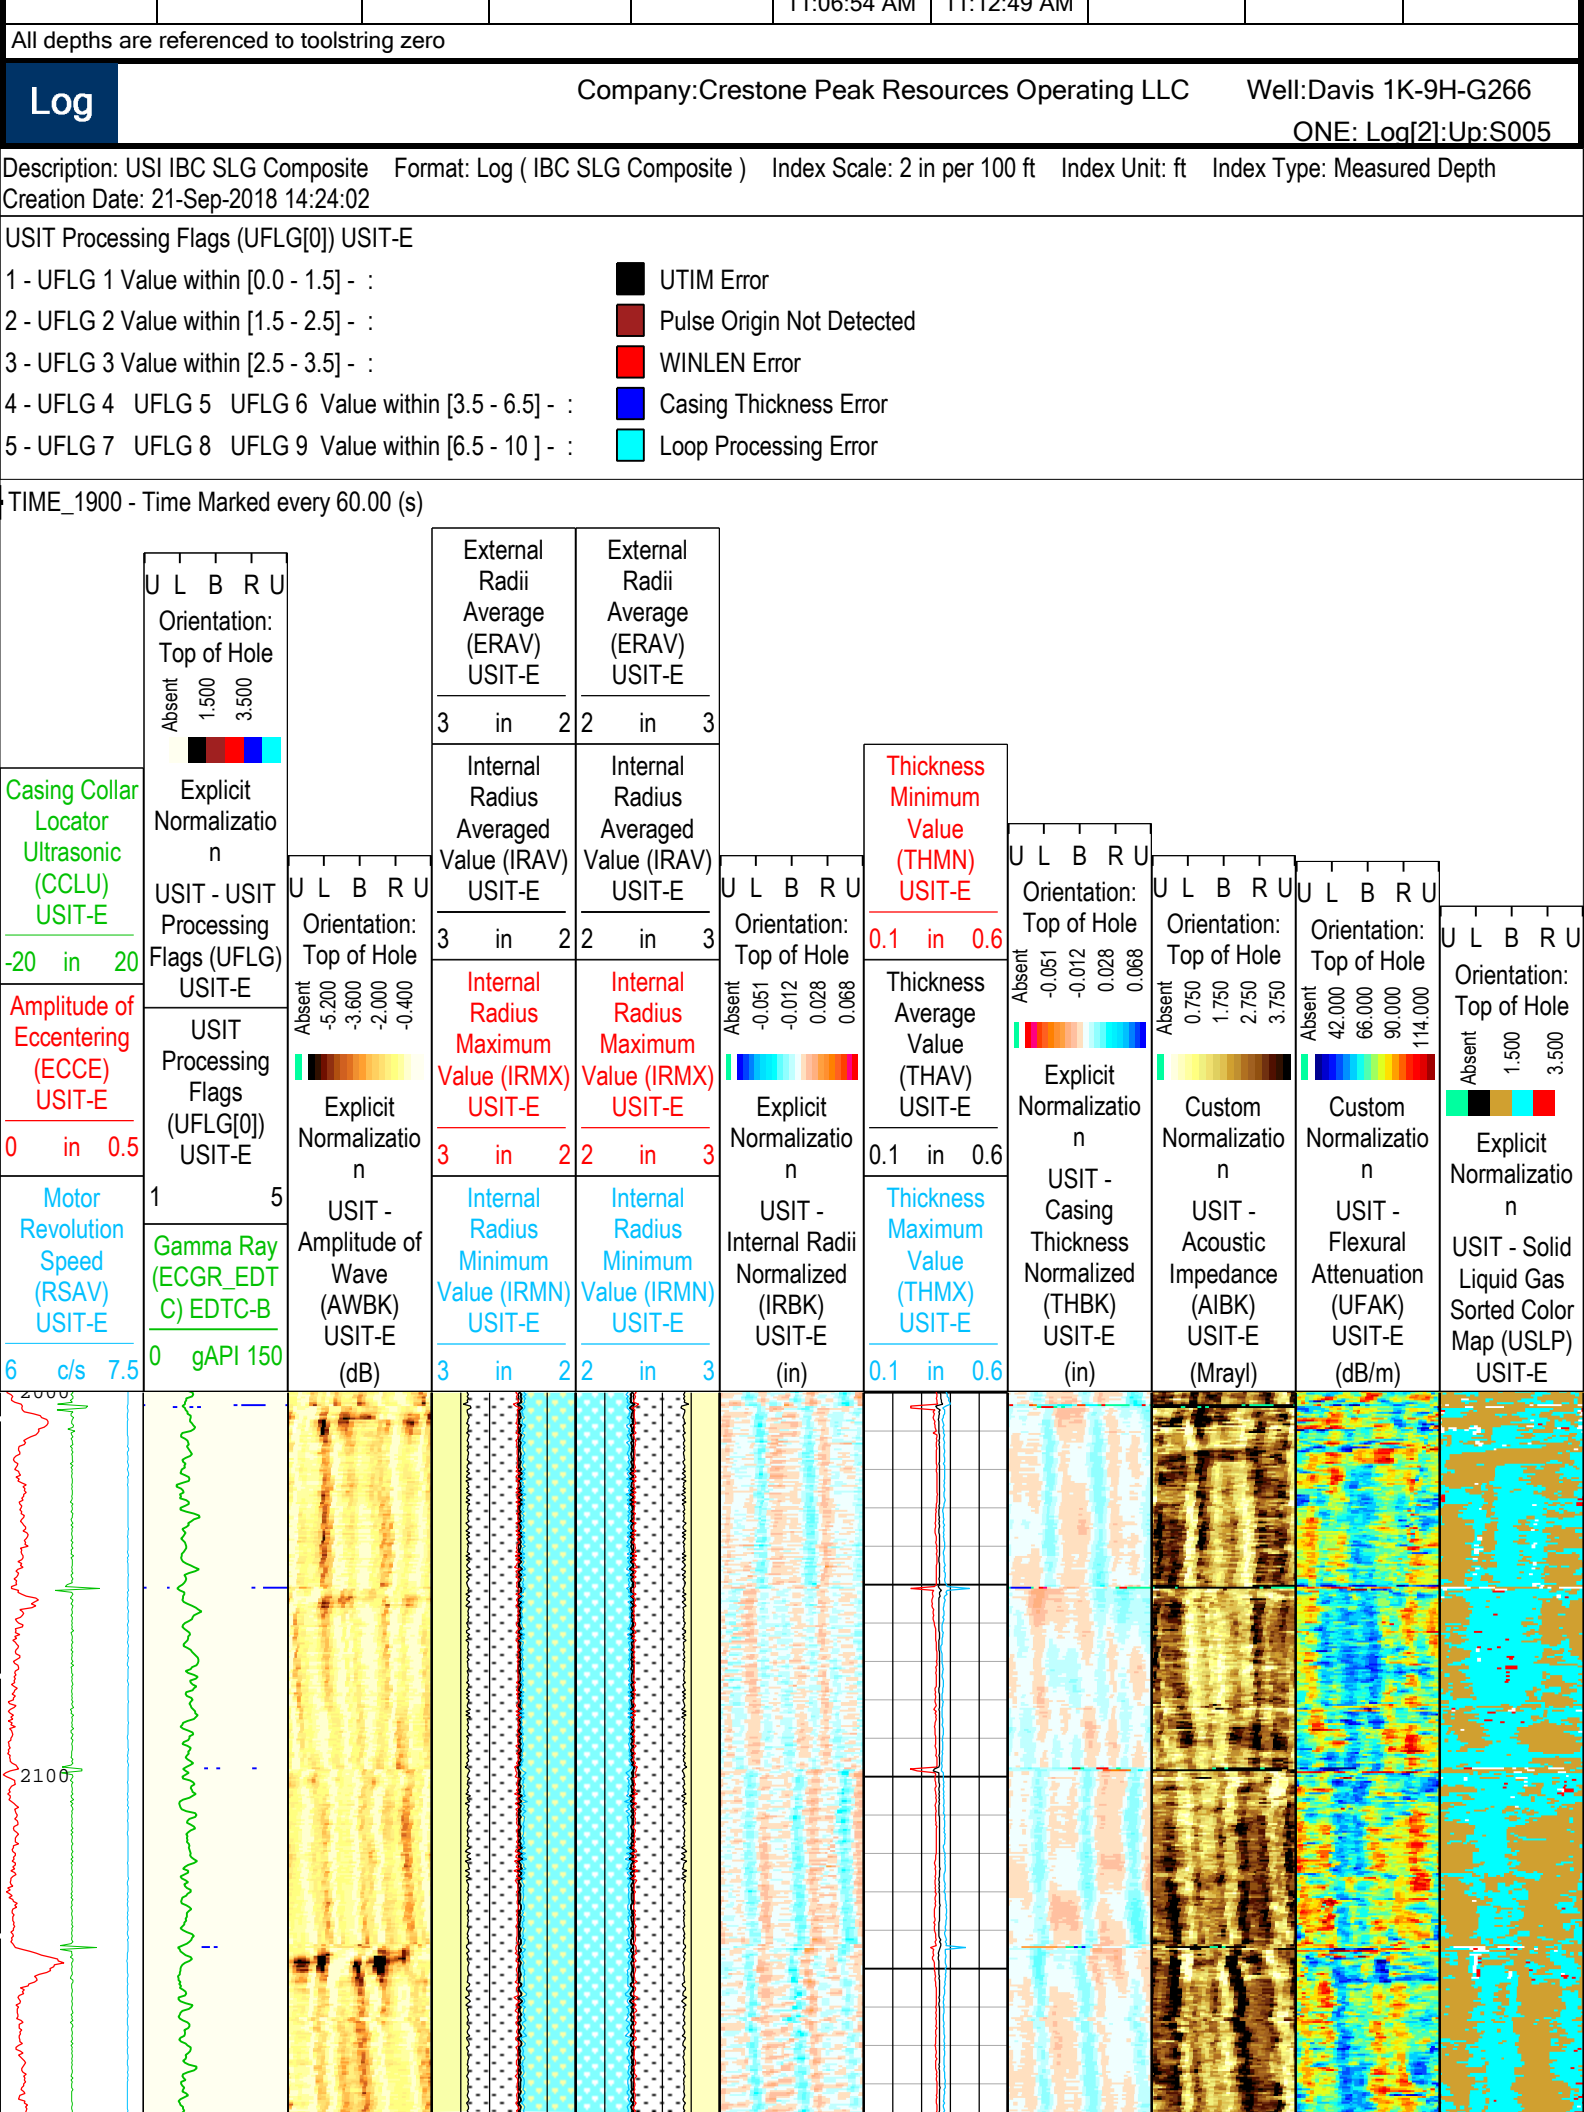 11:06:54 AM 11:12:49 AM
All depths are referenced to toolstring zero
Log
Company:Crestone Peak Resources Operating LLC Well:Davis 1K-9H-G266
ONE: Log[2]:Up:S005
Description: USI IBC SLG Composite Format: Log ( IBC SLG Composite ) Index Scale: 2 in per 100 ft Index Unit: ft Index Type: Measured Depth
Creation Date: 21-Sep-2018 14:24:02
USIT Processing Flags (UFLG[0]) USIT-E
1 - UFLG 1 Value within [0.0 - 1.5] - : UTIM Error
2 - UFLG 2 Value within [1.5 - 2.5] - : Pulse Origin Not Detected
3 - UFLG 3 Value within [2.5 - 3.5] - : WINLEN Error
4 - UFLG 4 UFLG 5 UFLG 6 Value within [3.5 - 6.5] - : Casing Thickness Error
5 - UFLG 7 UFLG 8 UFLG 9 Value within [6.5 - 10 ] - : Loop Processing Error
TIME_1900 - Time Marked every 60.00 (s)
Casing Collar
Locator
Ultrasonic
(CCLU)
USIT-E
-20 in 20
Amplitude of
Eccentering
(ECCE)
USIT-E
0 in 0.5
Motor
Revolution
Speed
(RSAV)
USIT-E
6 c/s 7.5
U L B R U
Orientation:
Top of Hole
Absent
1.500
3.500
Explicit
Normalizatio
n
USIT - USIT
Processing
Flags (UFLG)
USIT-E
USIT
Processing
Flags
(UFLG[0])
USIT-E
1 5
Gamma Ray
(ECGR_EDT
C) EDTC-B
0 gAPI 150
U L B R U
Orientation:
Top of Hole
Absent
-5.200
-3.600
-2.000
-0.400
Explicit
Normalizatio
n
USIT -
Amplitude of
Wave
(AWBK)
USIT-E
(dB)
External
Radii
Average
(ERAV)
USIT-E
3 in 2
Internal
Radius
Averaged
Value (IRAV)
USIT-E
3 in 2
Internal
Radius
Maximum
Value (IRMX)
USIT-E
3 in 2
Internal
Radius
Minimum
Value (IRMN)
USIT-E
3 in 2
External
Radii
Average
(ERAV)
USIT-E
2 in 3
Internal
Radius
Averaged
Value (IRAV)
USIT-E
2 in 3
Internal
Radius
Maximum
Value (IRMX)
USIT-E
2 in 3
Internal
Radius
Minimum
Value (IRMN)
USIT-E
2 in 3
U L B R U
Orientation:
Top of Hole
Absent
-0.051
-0.012
0.028
0.068
Explicit
Normalizatio
n
USIT -
Internal Radii
Normalized
(IRBK)
USIT-E
(in)
Thickness
Minimum
Value
(THMN)
USIT-E
0.1 in 0.6
Thickness
Average
Value
(THAV)
USIT-E
0.1 in 0.6
Thickness
Maximum
Value
(THMX)
USIT-E
0.1 in 0.6
U L B R U
Orientation:
Top of Hole
Absent
-0.051
-0.012
0.028
0.068
Explicit
Normalizatio
n
USIT -
Casing
Thickness
Normalized
(THBK)
USIT-E
(in)
U L B R U
Orientation:
Top of Hole
Absent
0.750
1.750
2.750
3.750
Custom
Normalizatio
n
USIT -
Acoustic
Impedance
(AIBK)
USIT-E
(Mrayl)
U L B R U
Orientation:
Top of Hole
Absent
42.000
66.000
90.000
114.000
Custom
Normalizatio
n
USIT -
Flexural
Attenuation
(UFAK)
USIT-E
(dB/m)
U L B R U
Orientation:
Top of Hole
Absent
1.500
3.500
Explicit
Normalizatio
n
USIT - Solid
Liquid Gas
Sorted Color
Map (USLP)
USIT-E
2000
2100